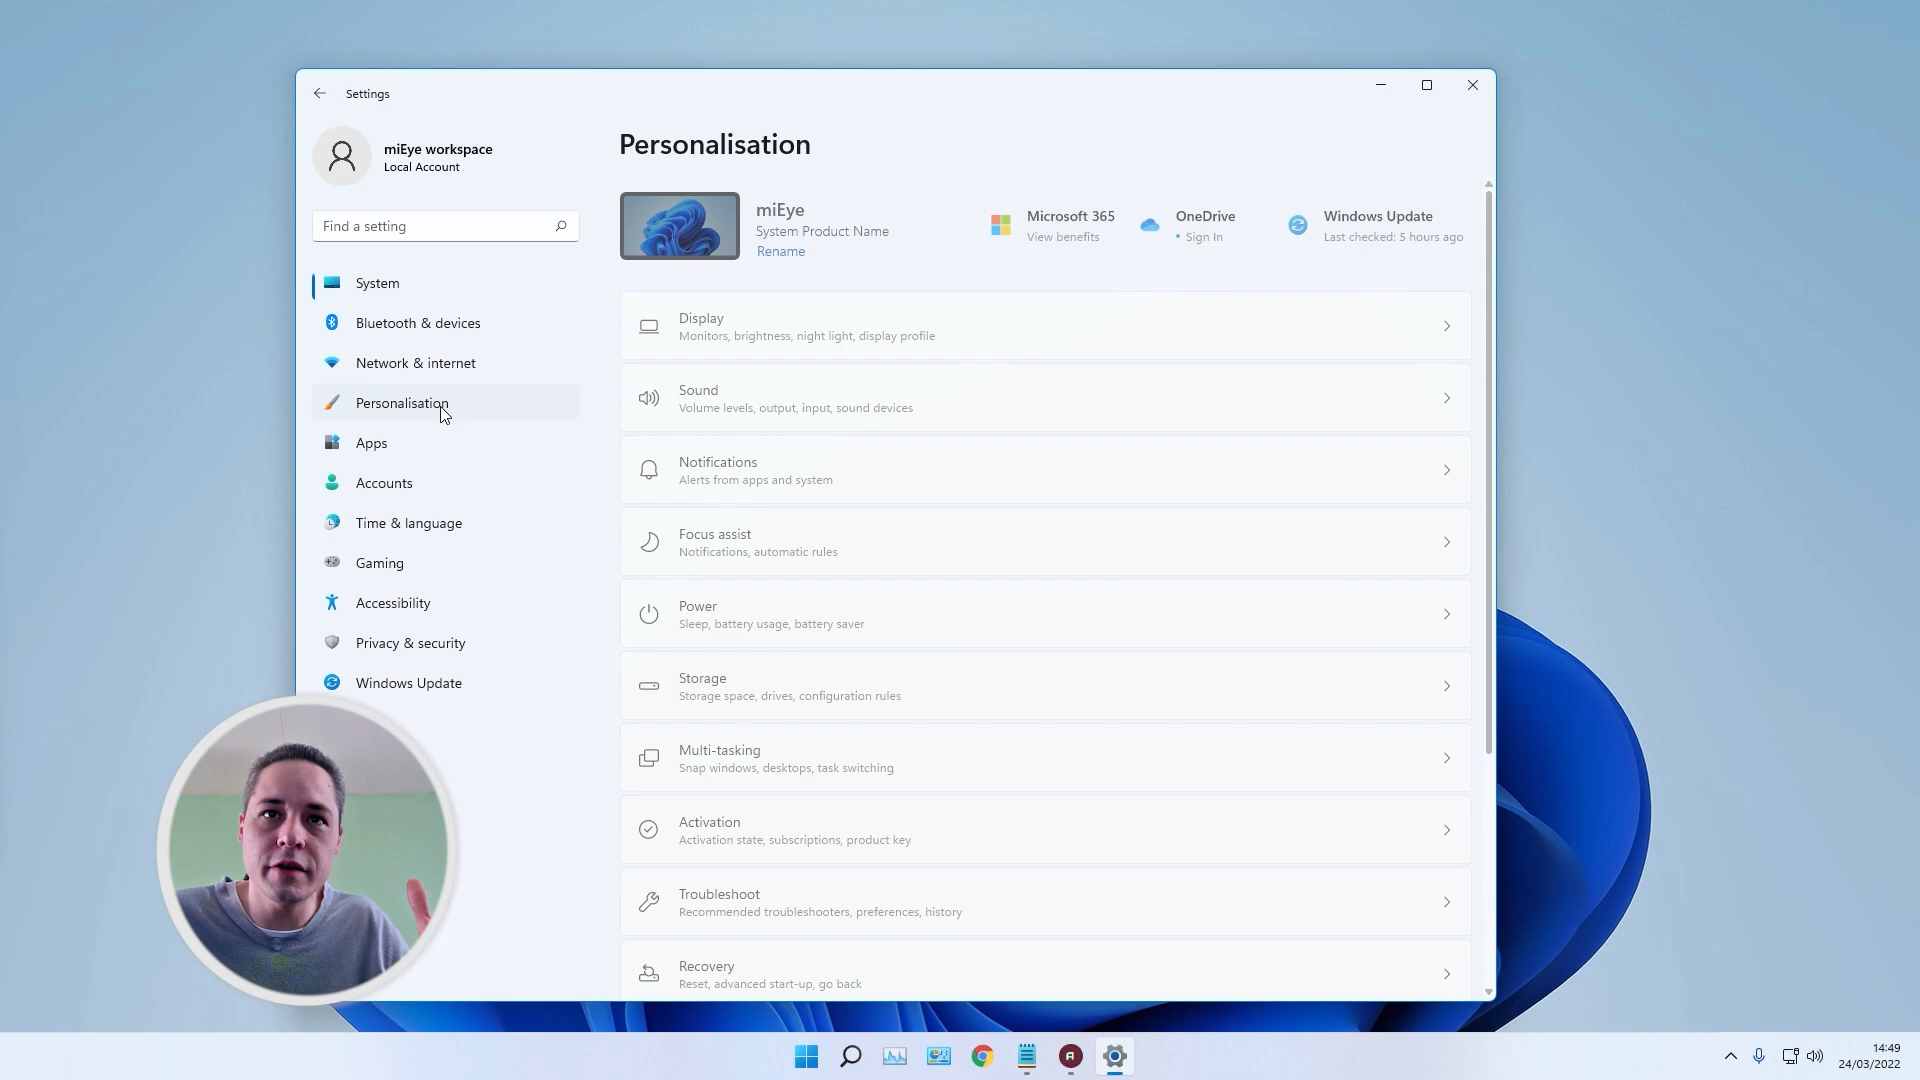 Settings
miEye workspace
Local Account
Find a setting
System
Bluetooth & devices
Network & internet
Personalisation
Apps
Accounts
Time & language
Gaming
Accessibility
Privacy & security
Windows Update
Personalisation
miEye
System Product Name
Rename
Microsoft 365
View benefits
OneDrive
• Sign In
Windows Update
Last checked: 5 hours ago
Display
Monitors, brightness, night light, display profile
Sound
Volume levels, output, input, sound devices
Notifications
Alerts from apps and system
Focus assist
Notifications, automatic rules
Power
Sleep, battery usage, battery saver
Storage
Storage space, drives, configuration rules
Multi-tasking
Snap windows, desktops, task switching
Activation
Activation state, subscriptions, product key
Troubleshoot
Recommended troubleshooters, preferences, history
Recovery
Reset, advanced start-up, go back
14:49
24/03/2022